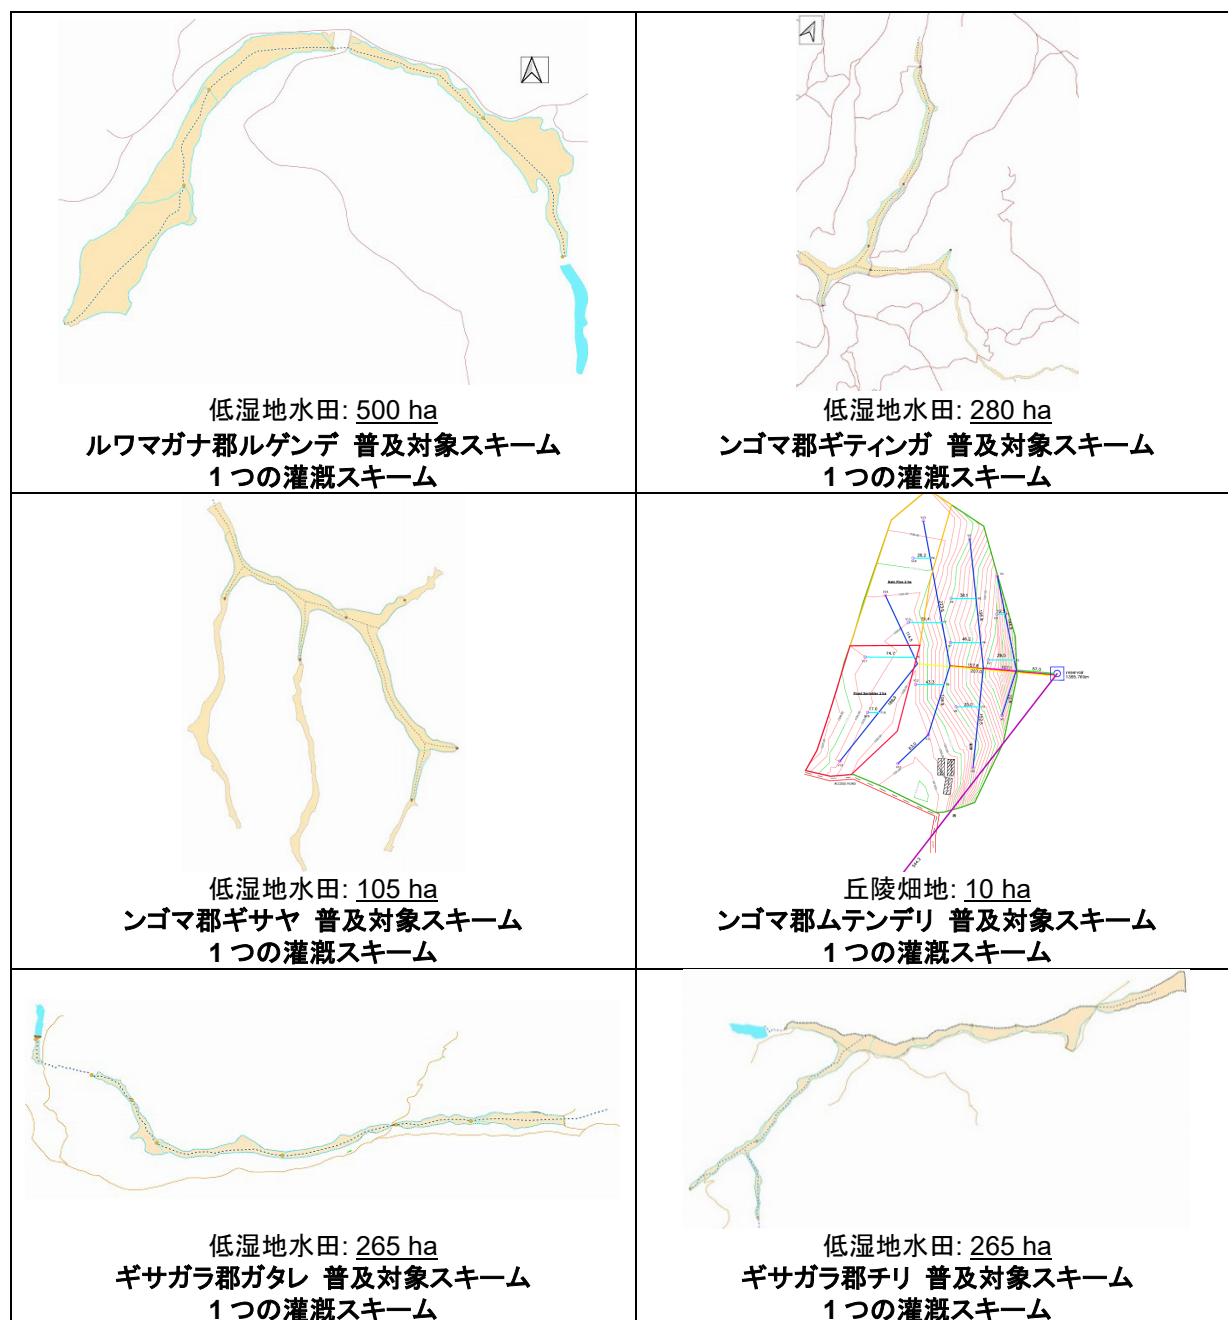 低湿地水田: 500 ha
ルワマガナ郡ルゲンデ 普及対象スキーム
1 つの灌漑スキーム
低湿地水田: 280 ha
ンゴマ郡ギティンガ 普及対象スキーム
1 つの灌漑スキーム
低湿地水田: 105 ha
ンゴマ郡ギサヤ 普及対象スキーム
1 つの灌漑スキーム
reservoir
ACCESS ROAD
丘陵畑地: 10 ha
ンゴマ郡ムテンデリ 普及対象スキーム
1 つの灌漑スキーム
低湿地水田: 265 ha
ギサガラ郡ガタレ 普及対象スキーム
1 つの灌漑スキーム
低湿地水田: 265 ha
ギサガラ郡チリ 普及対象スキーム
1 つの灌漑スキーム